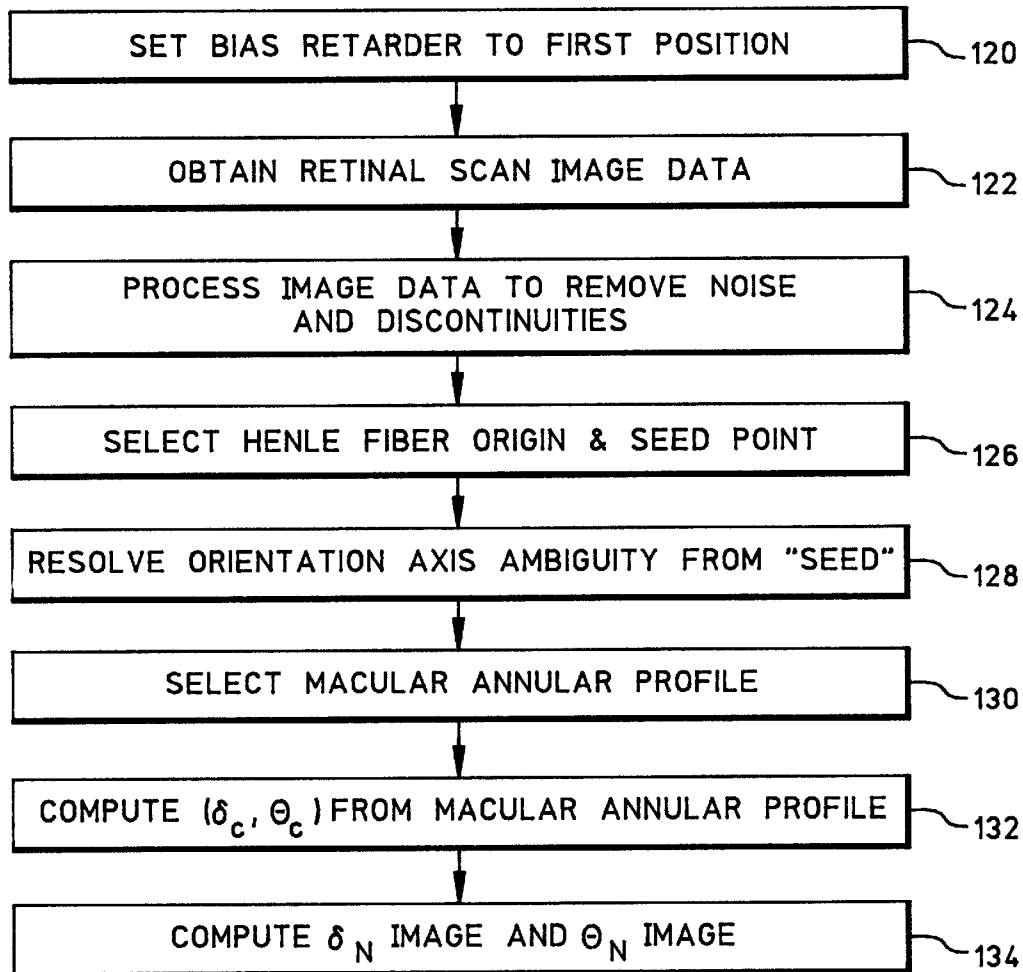 SET BIAS RETARDER TO FIRST POSITION
120
OBTAIN RETINAL SCAN IMAGE DATA
122
PROCESS IMAGE DATA TO REMOVE NOISE
AND DISCONTINUITIES
124
SELECT HENLE FIBER ORIGIN & SEED POINT
126
RESOLVE ORIENTATION AXIS AMBIGUITY FROM "SEED"
128
SELECT MACULAR ANNULAR PROFILE
130
COMPUTE (δc, Θc) FROM MACULAR ANNULAR PROFILE
132
COMPUTE δN IMAGE AND ΘN IMAGE
134